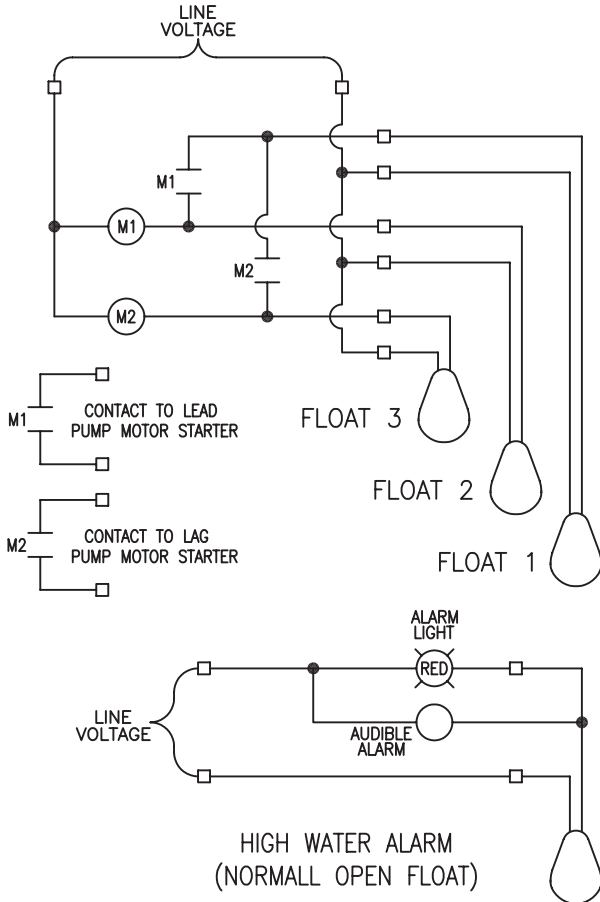 LINE
VOLTAGE
M1
M1
M2
M2
M1
CONTACT TO LEAD
PUMP MOTOR STARTER
FLOAT 3
FLOAT 2
M2
CONTACT TO LAG
PUMP MOTOR STARTER
FLOAT 1
ALARM
LIGHT
RED
LINE
VOLTAGE
AUDIBLE
ALARM
HIGH WATER ALARM
(NORMALL OPEN FLOAT)